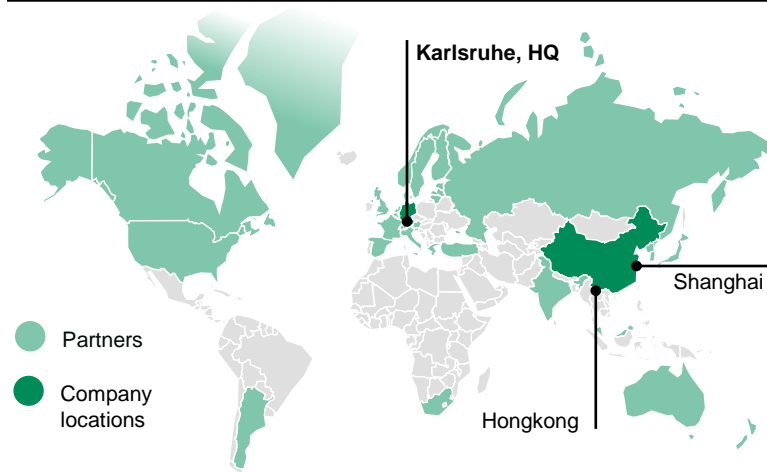 Karlsruhe, HQ
Shanghai
Partners
Company
locations
Hongkong